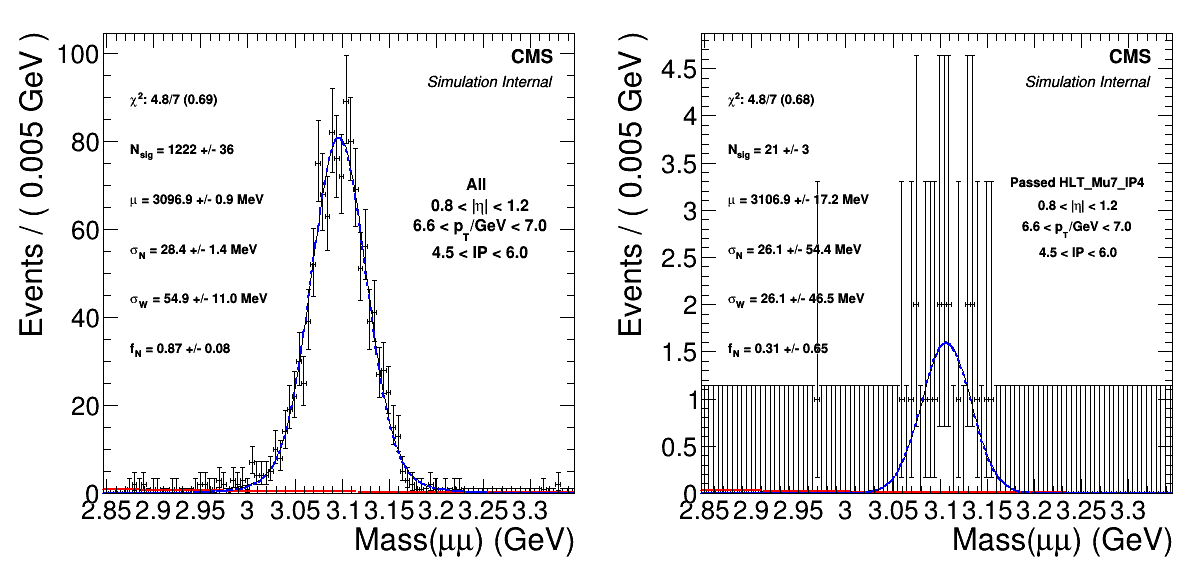 CMS
Simulation Internal
χ²: 4.8/7 (0.69)
N_sig = 1222 +/- 36
μ = 3096.9 +/- 0.9 MeV
σ_N = 28.4 +/- 1.4 MeV
σ_W = 54.9 +/- 11.0 MeV
f_N = 0.87 +/- 0.08
All
0.8 < |η| < 1.2
6.6 < p_T/GeV < 7.0
4.5 < IP < 6.0
Events / ( 0.005 GeV )
100
80
60
40
20
0
2.85 2.9 2.95 3 3.05 3.1 3.15 3.2 3.25 3.3
Mass(μμ) (GeV)
CMS
Simulation Internal
χ²: 4.8/7 (0.68)
N_sig = 21 +/- 3
μ = 3106.9 +/- 17.2 MeV
σ_N = 26.1 +/- 54.4 MeV
σ_W = 26.1 +/- 46.5 MeV
f_N = 0.31 +/- 0.65
Passed HLT_Mu7_IP4
0.8 < |η| < 1.2
6.6 < p_T/GeV < 7.0
4.5 < IP < 6.0
Events / ( 0.005 GeV )
4.5
4
3.5
3
2.5
2
1.5
1
0.5
0
2.85 2.9 2.95 3 3.05 3.1 3.15 3.2 3.25 3.3
Mass(μμ) (GeV)